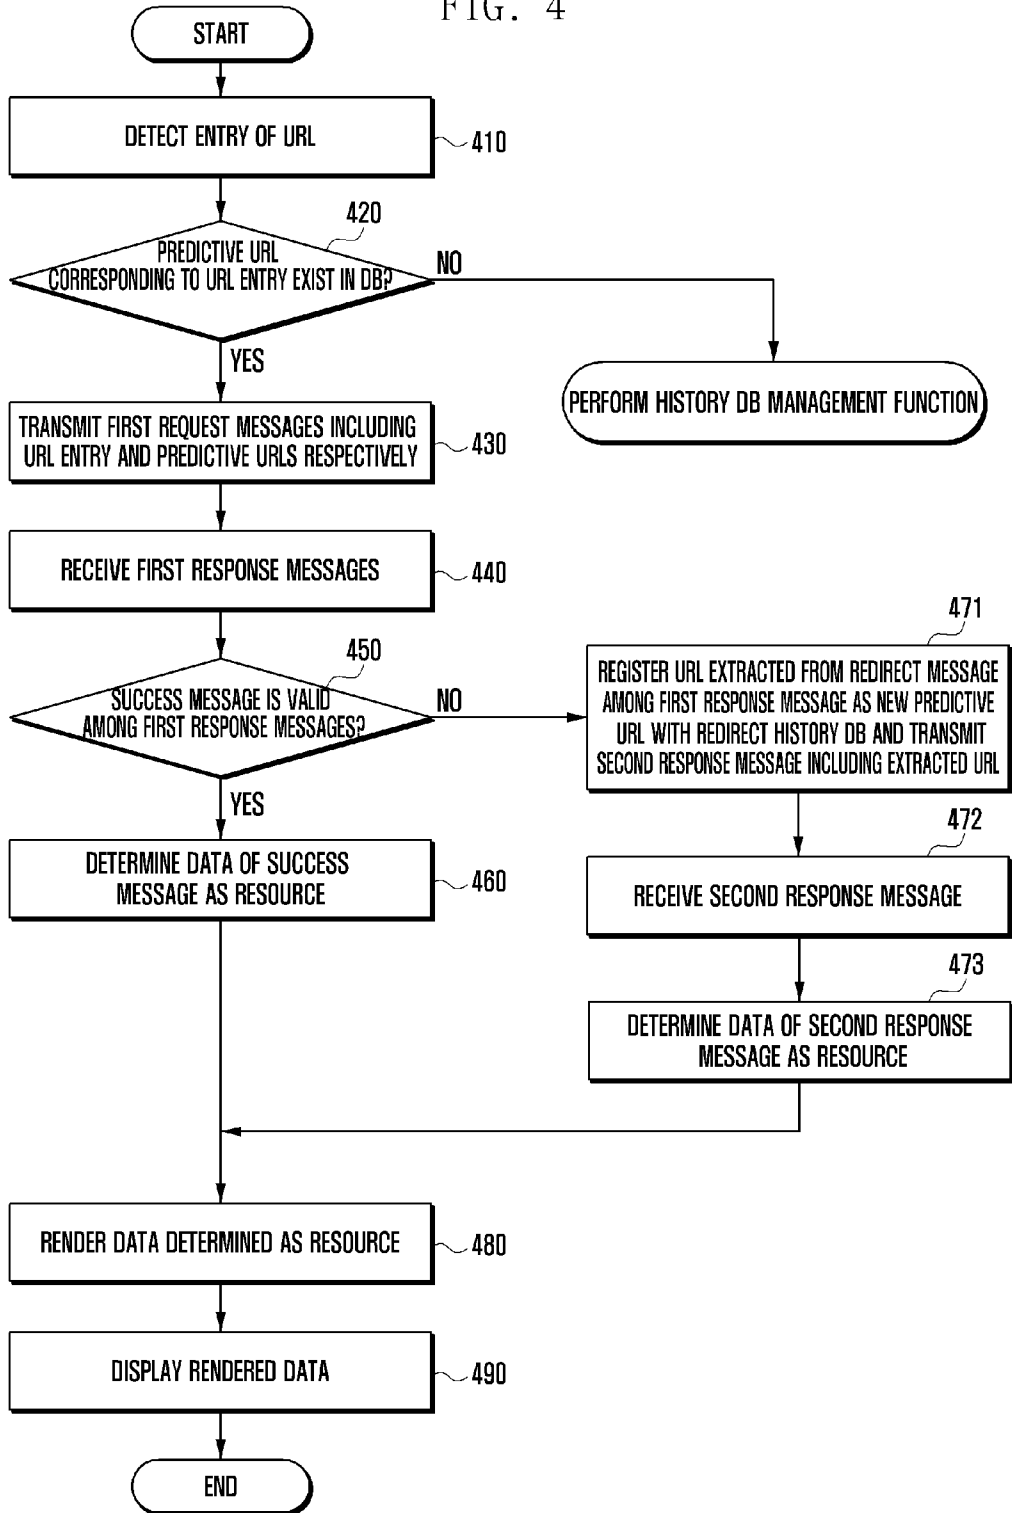 FIG. 4
START
DETECT ENTRY OF URL
410
420
PREDICTIVE URL
CORRESPONDING TO URL ENTRY EXIST IN DB?
NO
YES
PERFORM HISTORY DB MANAGEMENT FUNCTION
TRANSMIT FIRST REQUEST MESSAGES INCLUDING
URL ENTRY AND PREDICTIVE URLS RESPECTIVELY
430
RECEIVE FIRST RESPONSE MESSAGES
440
450
SUCCESS MESSAGE IS VALID
AMONG FIRST RESPONSE MESSAGES?
NO
YES
471
REGISTER URL EXTRACTED FROM REDIRECT MESSAGE
AMONG FIRST RESPONSE MESSAGE AS NEW PREDICTIVE
URL WITH REDIRECT HISTORY DB AND TRANSMIT
SECOND RESPONSE MESSAGE INCLUDING EXTRACTED URL
DETERMINE DATA OF SUCCESS
MESSAGE AS RESOURCE
460
472
RECEIVE SECOND RESPONSE MESSAGE
473
DETERMINE DATA OF SECOND RESPONSE
MESSAGE AS RESOURCE
RENDER DATA DETERMINED AS RESOURCE
480
DISPLAY RENDERED DATA
490
END